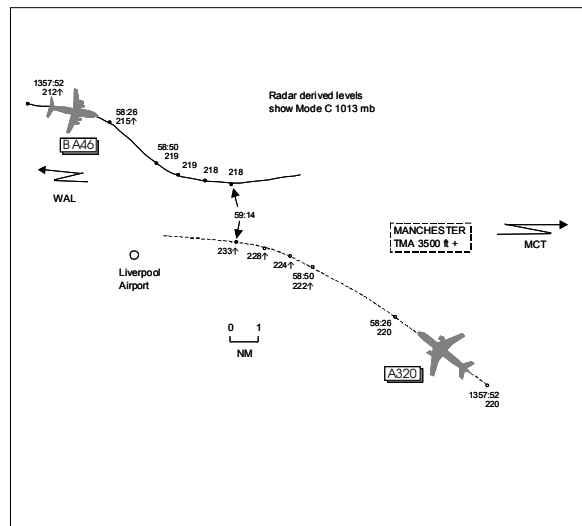 1357:52
212↑
58:26
215↑
58:50
219
219
218
218
Radar derived levels
show Mode C 1013 mb
BA46
WAL
59:14
MANCHESTER
TMA 3500 ft +
MCT
Liverpool
Airport
233↑
228↑
224↑
58:50
222↑
0 1
NM
58:26
220
A320
1357:52
220